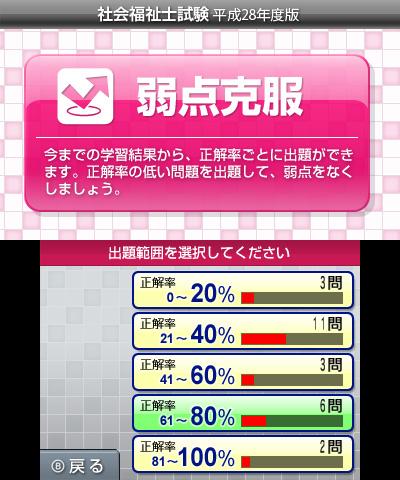 社会福祉士試験 平成28年度版
弱点克服
今までの学習結果から、正解率ごとに出題ができ
ます。正解率の低い問題を出題して、弱点をなく
しましょう。
出題範囲を選択してください
正解率 3問
0～20%
正解率 11問
21～40%
正解率 3問
41～60%
正解率 6問
61～80%
正解率 2問
81～100%
Ⓑ戻る